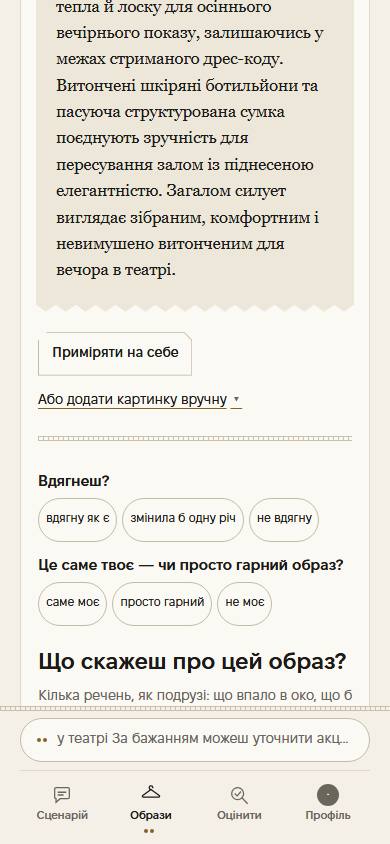 тепла й лоску для осіннього
вечірнього показу, залишаючись у
межах стриманого дрес-коду.
Витончені шкіряні ботильйони та
пасуюча структурована сумка
поєднують зручність для
пересування залом із піднесеною
елегантністю. Загалом силует
виглядає зібраним, комфортним і
невимушено витонченим для
вечора в театрі.
Приміряти на себе
Або додати картинку вручну
Вдягнеш?
вдягну як є
змінила б одну річ
не вдягну
Це саме твоє — чи просто гарний образ?
саме моє
просто гарний
не моє
Що скажеш про цей образ?
Кілька речень, як подрузі: що впало в око, що б
у театрі За бажанням можеш уточнити акц...
Сценарій
Образи
Оцінити
Профіль